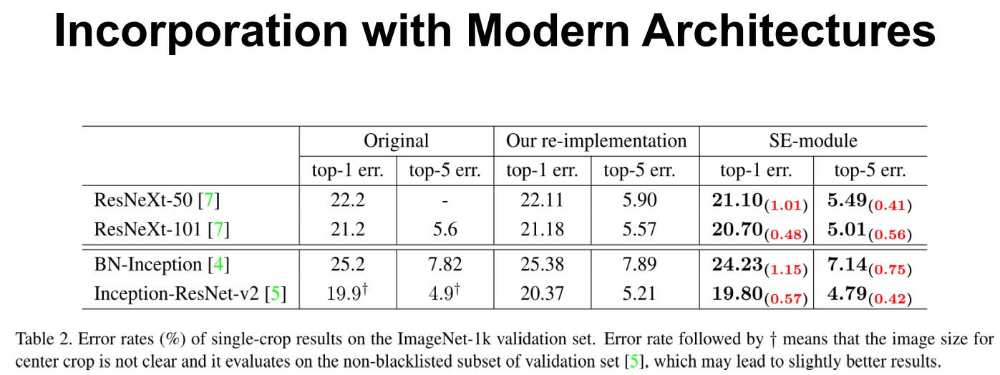 Incorporation with Modern Architectures
Original Our re-implementation SE-module
top-1 err. top-5 err. top-1 err. top-5 err. top-1 err. top-5 err.
ResNeXt-50 [7] 22.2 - 22.11 5.90 21.10(1.01) 5.49(0.41)
ResNeXt-101 [7] 21.2 5.6 21.18 5.57 20.70(0.48) 5.01(0.56)
BN-Inception [4] 25.2 7.82 25.38 7.89 24.23(1.15) 7.14(0.75)
Inception-ResNet-v2 [5] 19.9† 4.9† 20.37 5.21 19.80(0.57) 4.79(0.42)
Table 2. Error rates (%) of single-crop results on the ImageNet-1k validation set. Error rate followed by † means that the image size for
center crop is not clear and it evaluates on the non-blacklisted subset of validation set [5], which may lead to slightly better results.